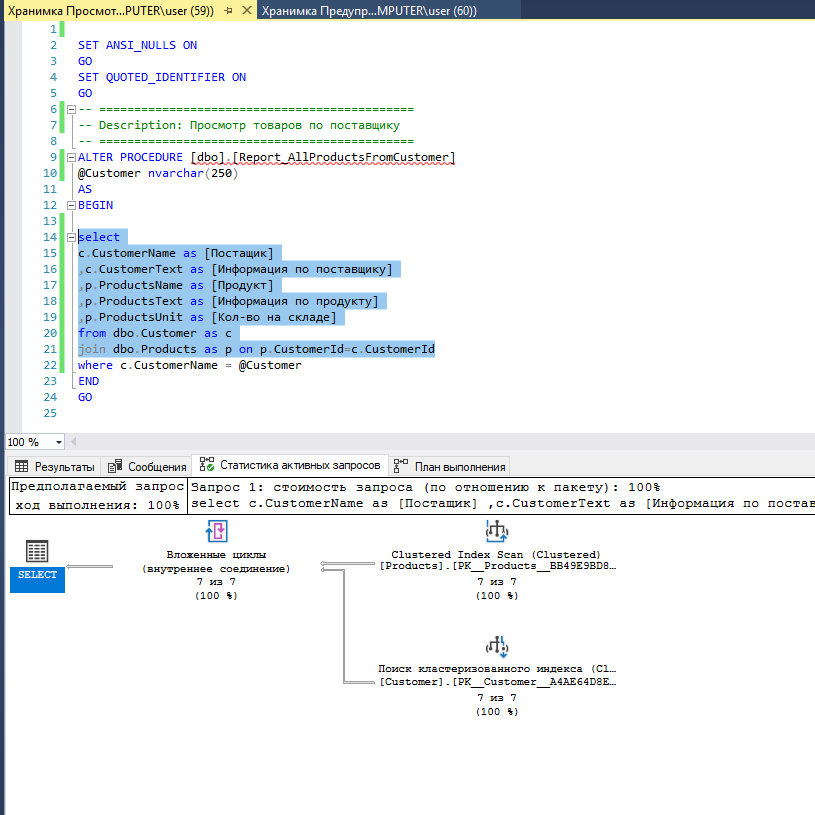 Хранимка Просмот...PUTER\user (59))
Хранимка Предупр...MPUTER\user (60))
1
2 SET ANSI_NULLS ON
3 GO
4 SET QUOTED_IDENTIFIER ON
5 GO
6 -- =============================================
7 -- Description: Просмотр товаров по поставщику
8 -- =============================================
9 ALTER PROCEDURE [dbo].[Report_AllProductsFromCustomer]
10 @Customer nvarchar(250)
11 AS
12 BEGIN
13
14 select
15 c.CustomerName as [Постащик]
16 ,c.CustomerText as [Информация по поставщику]
17 ,p.ProductsName as [Продукт]
18 ,p.ProductsText as [Информация по продукту]
19 ,p.ProductsUnit as [Кол-во на складе]
20 from dbo.Customer as c
21 join dbo.Products as p on p.CustomerId=c.CustomerId
22 where c.CustomerName = @Customer
23 END
24 GO
25
100 %
Результаты Сообщения Статистика активных запросов План выполнения
Предполагаемый запрос
ход выполнения: 100%
Запрос 1: стоимость запроса (по отношению к пакету): 100%
select c.CustomerName as [Постащик] ,c.CustomerText as [Информация по постав
SELECT
Вложенные циклы
(внутреннее соединение)
7 из 7
(100 %)
Clustered Index Scan (Clustered)
[Products].[PK__Products__BB49E9BD8…
7 из 7
(100 %)
Поиск кластеризованного индекса (Cl…
[Customer].[PK__Customer__A4AE64D8E…
7 из 7
(100 %)